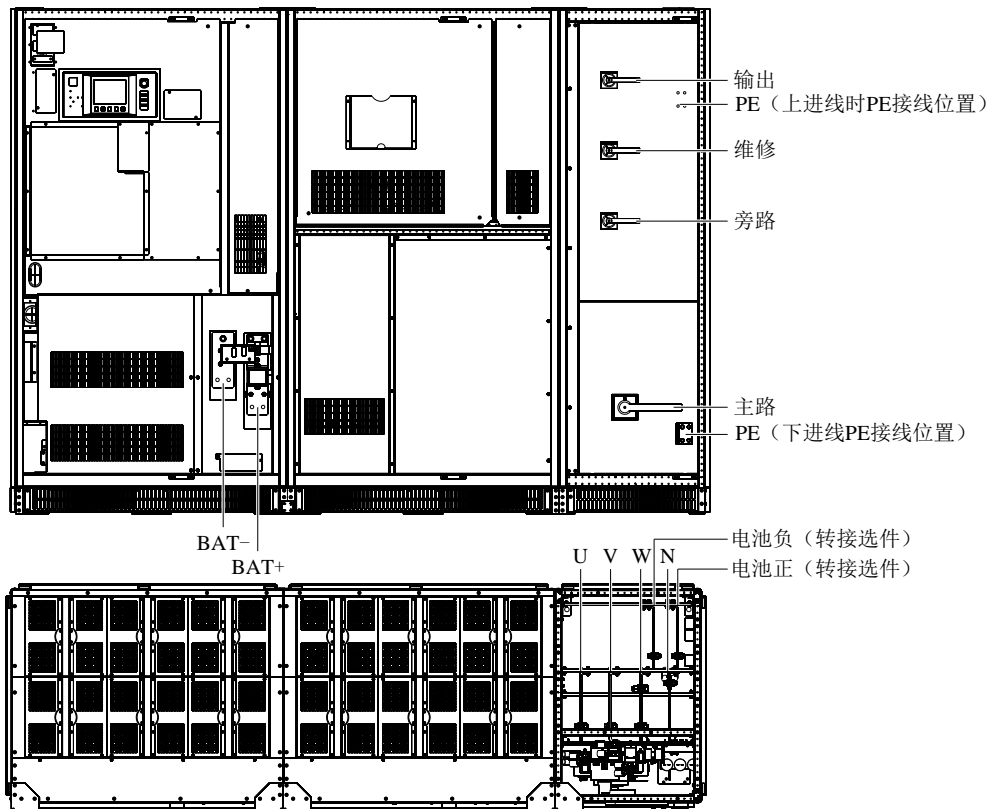 输出
PE（上进线时PE接线位置）
维修
旁路
主路
PE（下进线PE接线位置）
BAT−
BAT+
电池负（转接选件）
U V W N
电池正（转接选件）